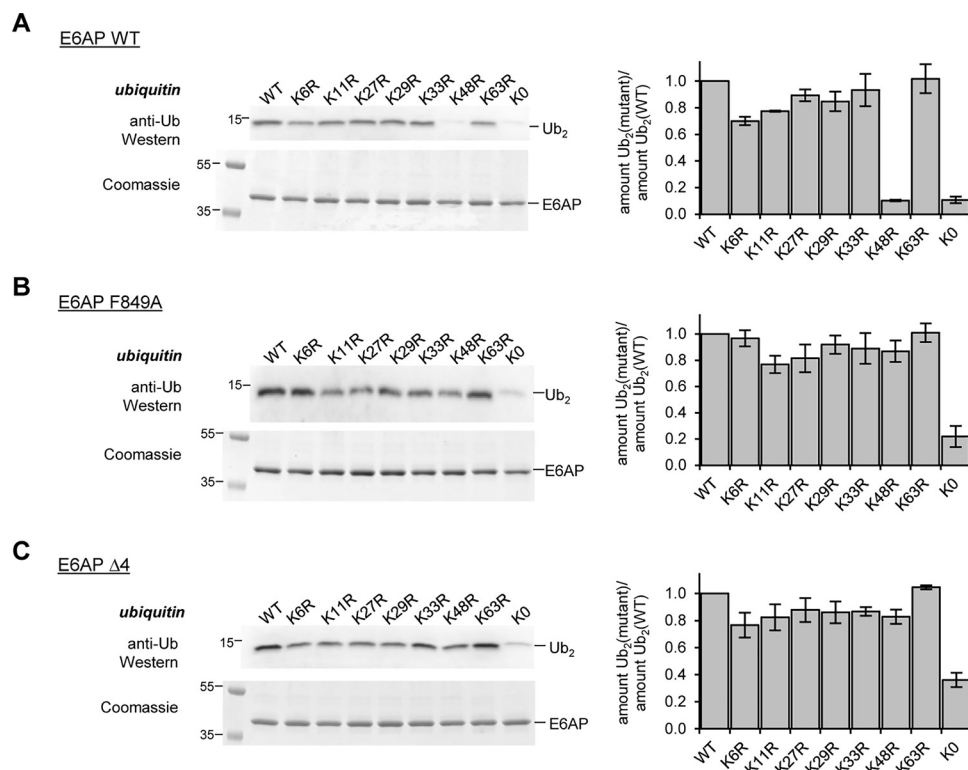 A
E6AP WT
ubiquitin
WT K6R K11R K27R K29R K33R K48R K63R K0
anti-Ub
Western
15
Ub2
Coomassie
55
35
E6AP
amount Ub2(mutant)/
amount Ub2(WT)
1.0
0.8
0.6
0.4
0.2
0.0
WT K6R K11R K27R K29R K33R K48R K63R K0
B
E6AP F849A
ubiquitin
WT K6R K11R K27R K29R K33R K48R K63R K0
anti-Ub
Western
15
Ub2
Coomassie
55
35
E6AP
amount Ub2(mutant)/
amount Ub2(WT)
1.0
0.8
0.6
0.4
0.2
0.0
WT K6R K11R K27R K29R K33R K48R K63R K0
C
E6AP Δ4
ubiquitin
WT K6R K11R K27R K29R K33R K48R K63R K0
anti-Ub
Western
15
Ub2
Coomassie
55
35
E6AP
amount Ub2(mutant)/
amount Ub2(WT)
1.0
0.8
0.6
0.4
0.2
0.0
WT K6R K11R K27R K29R K33R K48R K63R K0